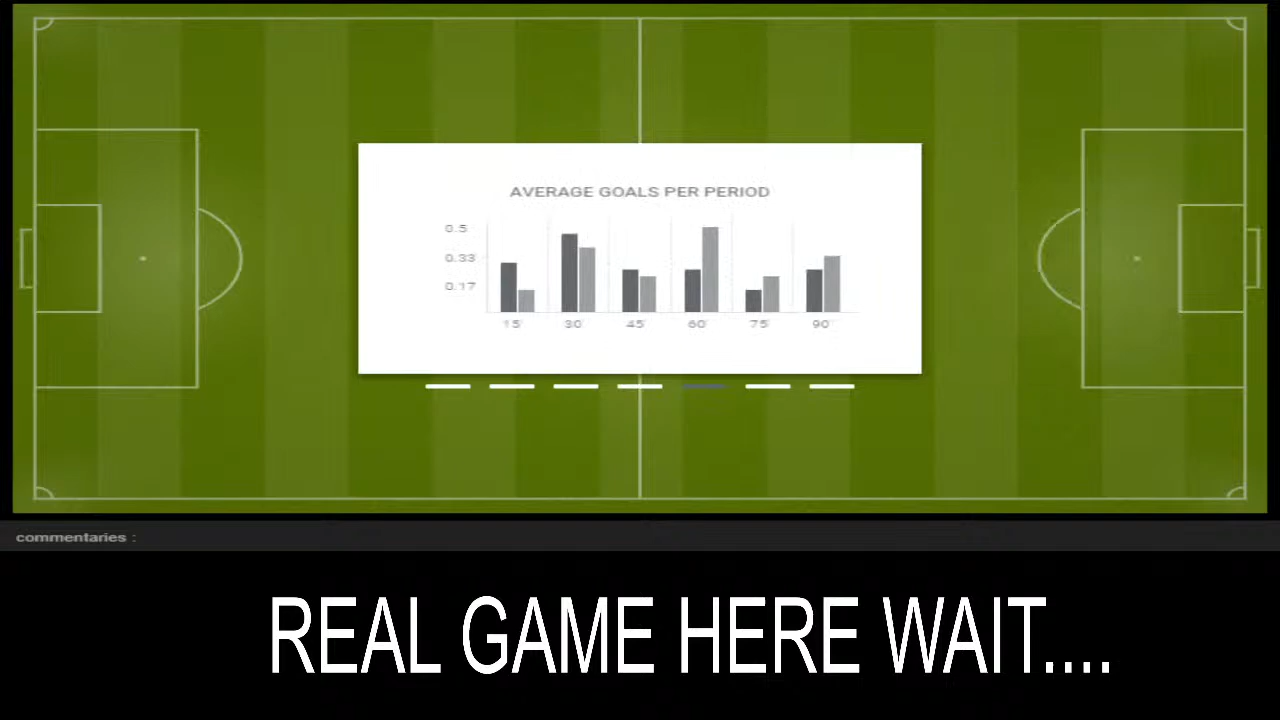 AVERAGE GOALS PER PERIOD
0.5
0.33
0.17
15' 30' 45' 60' 75' 90'
commentaries :
REAL GAME HERE WAIT....